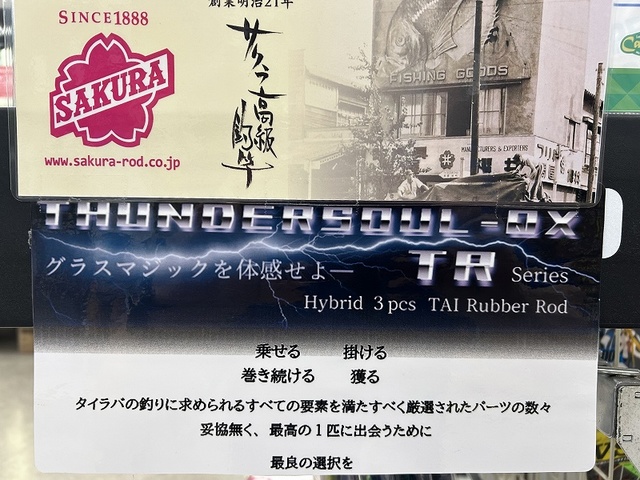 SINCE1888
SAKURA
www.sakura-rod.co.jp
創業明治21年
サクラ高級釣竿
FISHING GOODS
MANUFACTURERS & EXPORTERS
THUNDERSOUL-QX
グラスマジックを体感せよ―
TR Series
Hybrid 3pcs TAI Rubber Rod
乗せる 掛ける
巻き続ける 獲る
タイラバの釣りに求められるすべての要素を満たすべく厳選されたパーツの数々
妥協無く、最高の1匹に出会うために
最良の選択を